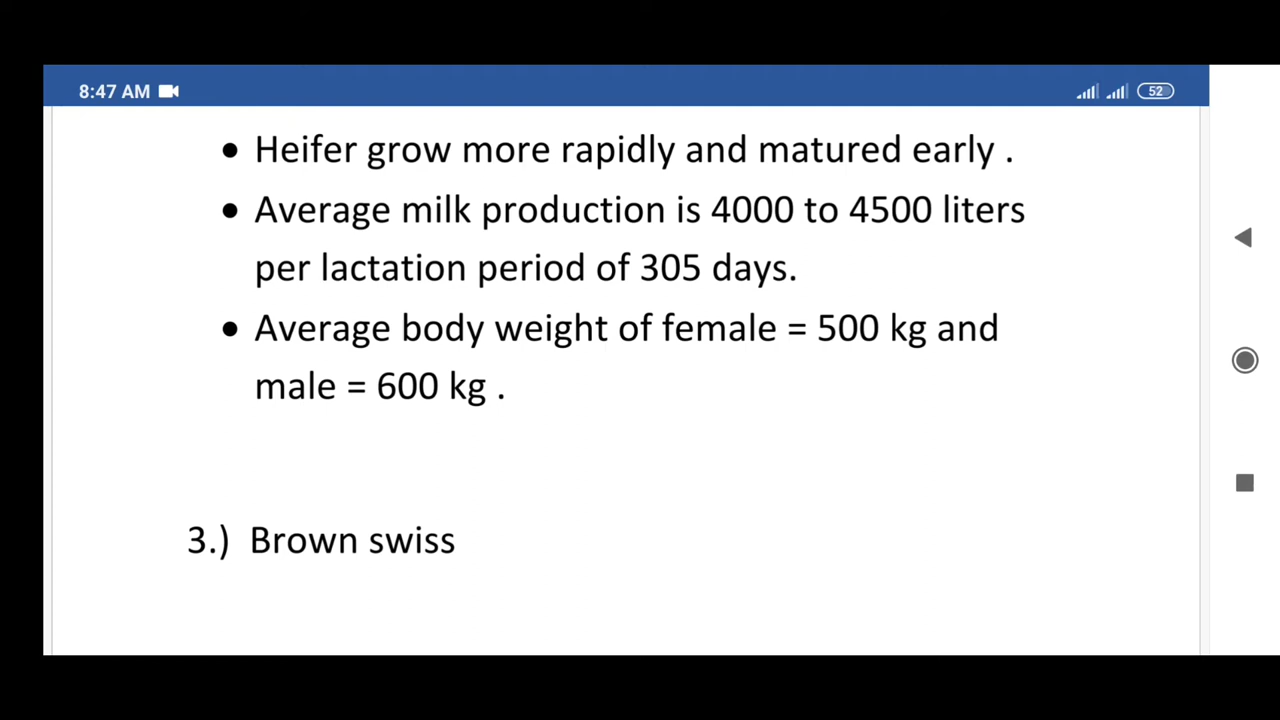 8:47 AM
52
• Heifer grow more rapidly and matured early .
• Average milk production is 4000 to 4500 liters
per lactation period of 305 days.
• Average body weight of female = 500 kg and
male = 600 kg .
3.) Brown swiss